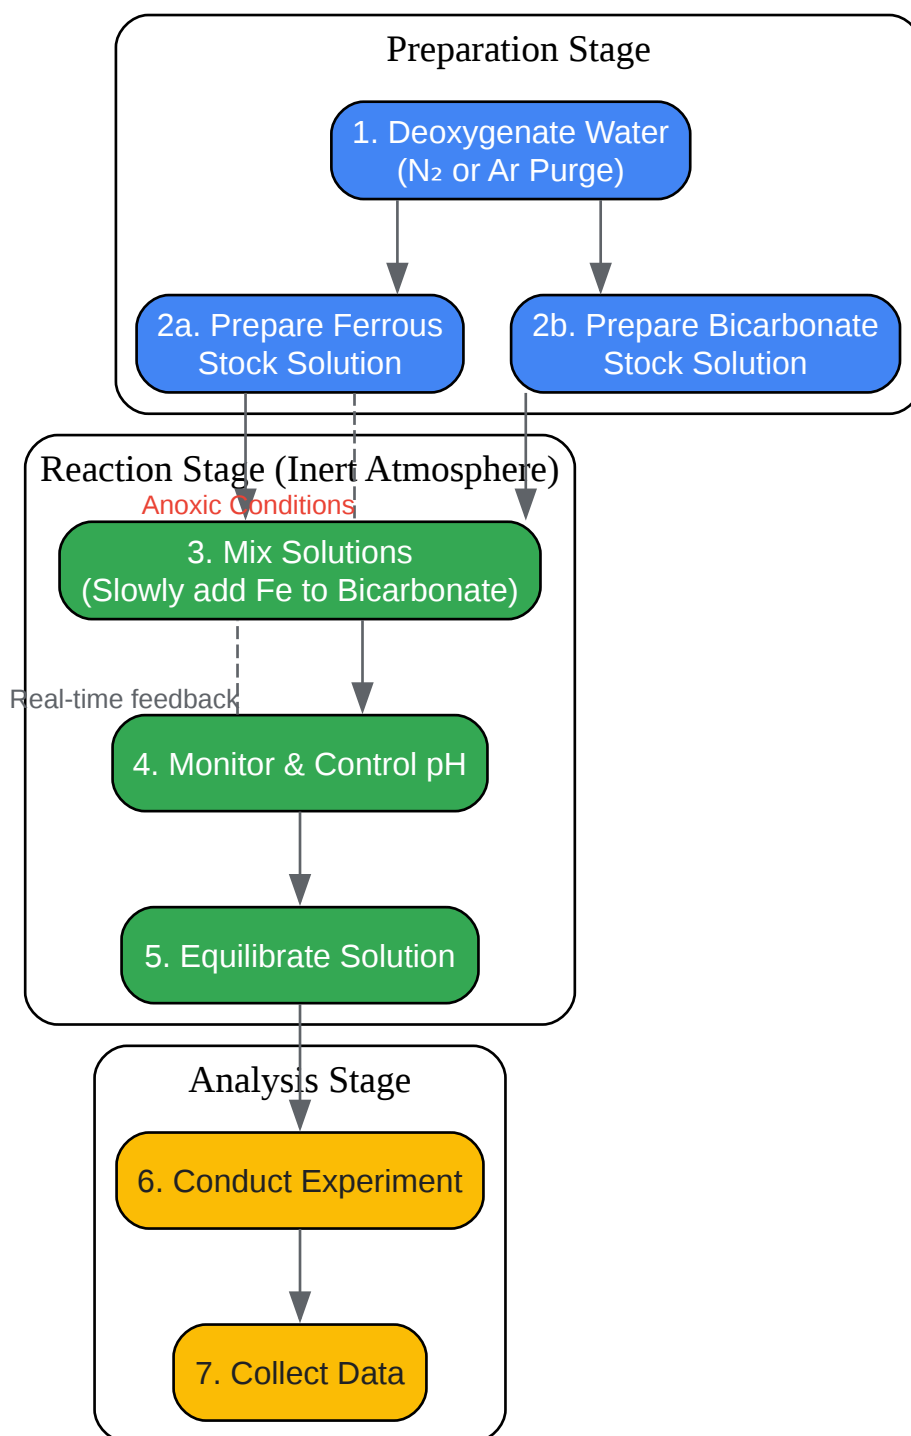 Preparation Stage
1. Deoxygenate Water
(N₂ or Ar Purge)
2a. Prepare Ferrous
Stock Solution
2b. Prepare Bicarbonate
Stock Solution
Reaction Stage (Inert Atmosphere)
Anoxic Conditions
3. Mix Solutions
(Slowly add Fe to Bicarbonate)
Real-time feedback
4. Monitor & Control pH
5. Equilibrate Solution
Analysis Stage
6. Conduct Experiment
7. Collect Data